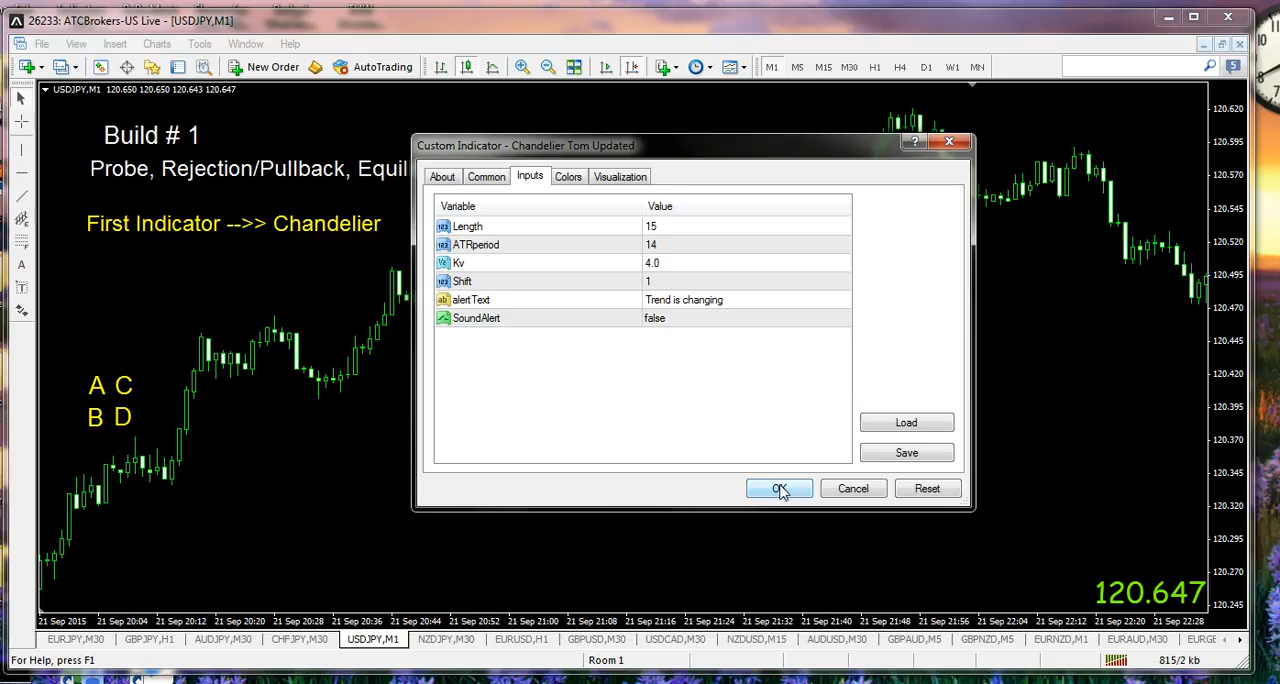 26233: ATCBrokers-US Live - [USDJPY,M1]
File View Insert Charts Tools Window Help
New Order AutoTrading M1 M5 M15 M30 H1 H4 D1 W1 MN 5
USDJPY,M1 120.650 120.650 120.643 120.647
Build # 1
Probe, Rejection/Pullback, Equil
First Indicator -->> Chandelier
A C
B D
Custom Indicator - Chandelier Tom Updated
About Common Inputs Colors Visualization
Variable Value
Length 15
ATRperiod 14
Kv 4.0
Shift 1
alertText Trend is changing
SoundAlert false
Load
Save
OK Cancel Reset
120.620
120.595
120.570
120.545
120.520
120.495
120.470
120.445
120.420
120.395
120.370
120.345
120.320
120.295
120.270
120.245
120.647
21 Sep 2015 21 Sep 20:04 21 Sep 20:12 21 Sep 20:20 21 Sep 20:28 21 Sep 20:36 21 Sep 20:44 21 Sep 20:52 21 Sep 21:00 21 Sep 21:08 21 Sep 21:16 21 Sep 21:24 21 Sep 21:32 21 Sep 21:40 21 Sep 21:48 21 Sep 21:56 21 Sep 22:04 21 Sep 22:12 21 Sep 22:20 21 Sep 22:28
EURJPY,M30 GBPJPY,H1 AUDJPY,M30 CHFJPY,M30 USDJPY,M1 NZDJPY,M30 EURUSD,H1 GBPUSD,M30 USDCAD,M30 NZDUSD,M15 AUDUSD,M30 GBPAUD,M5 GBPNZD,M5 EURNZD,M1 EURAUD,M30 EURGE
For Help, press F1 Room 1 815/2 kb